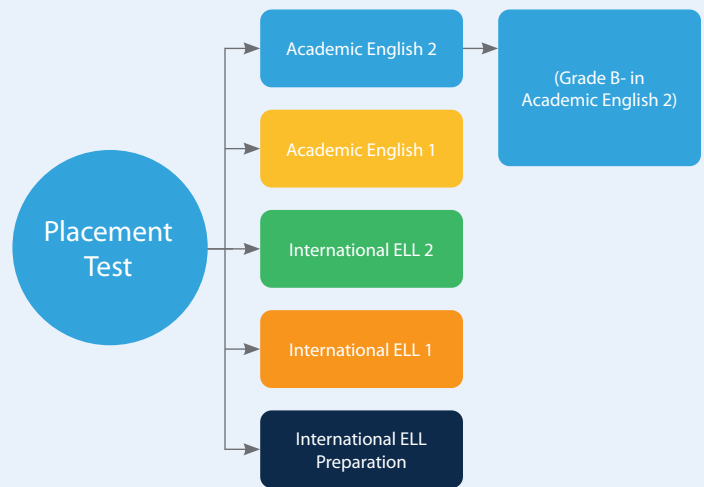 Placement
Test
Academic English 2
(Grade B- in
Academic English 2)
Academic English 1
International ELL 2
International ELL 1
International ELL
Preparation